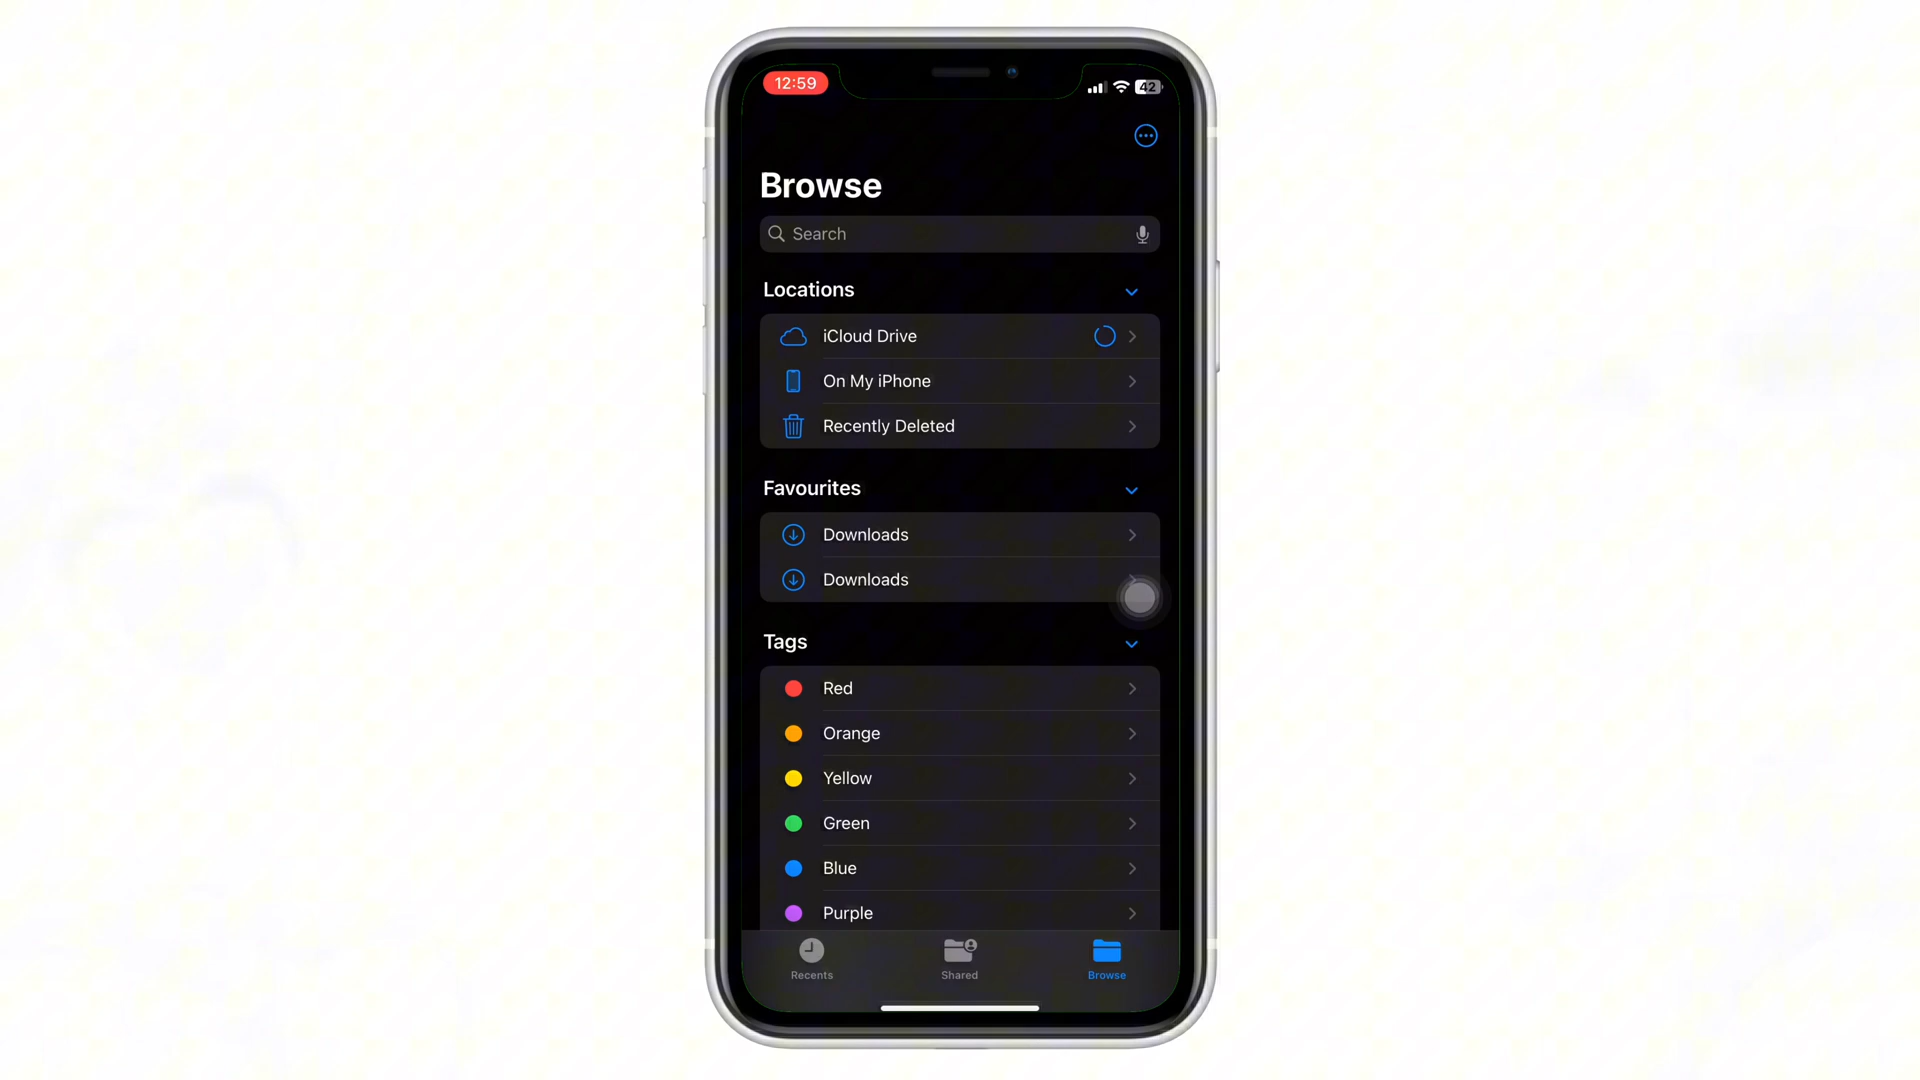 12:59
42
Browse
Search
Locations
iCloud Drive
On My iPhone
Recently Deleted
Favourites
Downloads
Downloads
Tags
Red
Orange
Yellow
Green
Blue
Purple
Recents
Shared
Browse